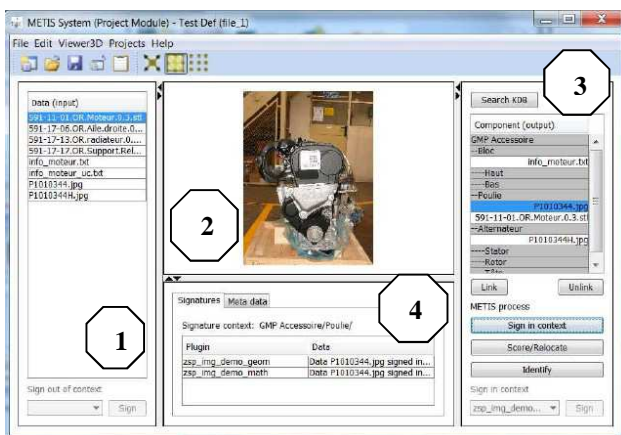 METIS System (Project Module) - Test Def (file_1)
File Edit Viewer3D Projects Help
Data (input)
591-11-01.OR.Moteur.0.3.stl
591-17-06.OR.Aile.droite.0....
591-17-13.OR.radiateur.0....
591-17-17.OR.Support.Rel...
info_moteur.txt
info_moteur_uc.txt
P1010344.jpg
P1010344H.jpg
1
Sign out of context
Sign
2
Signatures Meta data
4
Signature context: GMP Accessoire/Poulie/
Plugin Data
zsp_img_demo_geom Data P1010344.jpg signed in...
zsp_img_demo_math Data P1010344.jpg signed in...
3
Search KDB
Component (output)
GMP Accessoire
---Bloc
info_moteur.txt
----Haut
----Bas
---Poulie
P1010344.jpg
591-11-01.OR.Moteur.0.3.stl
---Alternateur
P1010344H.jpg
----Stator
----Rotor
Link Unlink
METIS process
Sign in context
Score/Relocate
Identify
Sign in context
zsp_img_demo... Sign